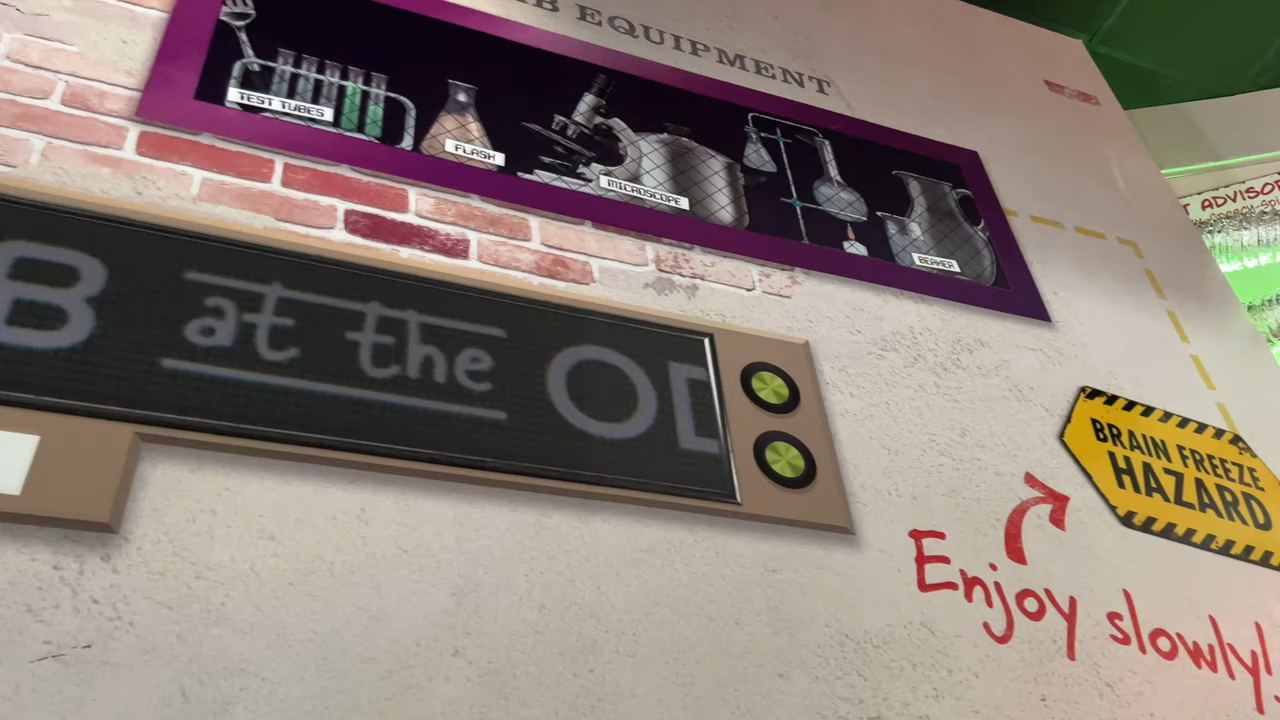 B EQUIPMENT
TEST TUBES
FLASK
MICROSCOPE
BEAKER
T ADVISO
B at the OD
BRAIN FREEZE
HAZARD
Enjoy slowly!